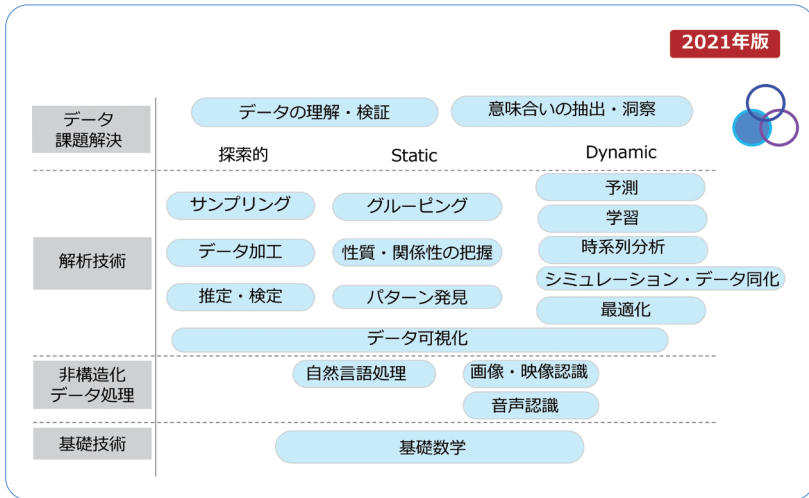 2021年版
データ
課題解決
データの理解・検証
意味合いの抽出・洞察
探索的
Static
Dynamic
解析技術
サンプリング
グルーピング
予測
学習
データ加工
性質・関係性の把握
時系列分析
シミュレーション・データ同化
推定・検定
パターン発見
最適化
データ可視化
非構造化
データ処理
自然言語処理
画像・映像認識
音声認識
基礎技術
基礎数学